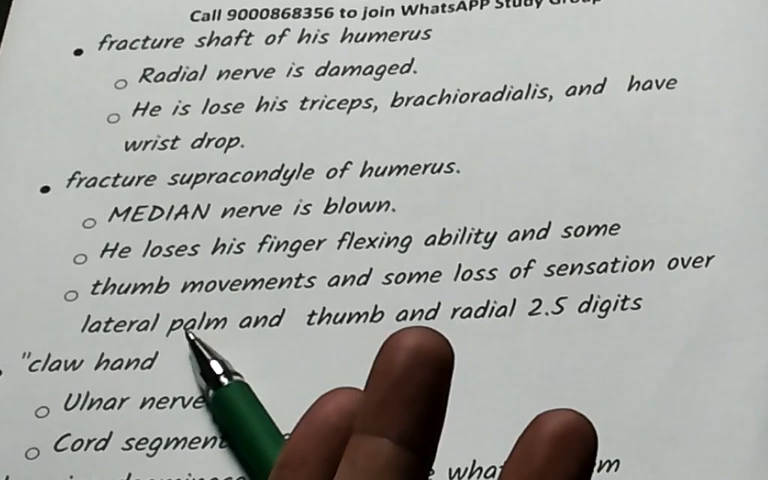 Call 9000868356 to join WhatsAPP Study Group
• fracture shaft of his humerus
o Radial nerve is damaged.
o He is lose his triceps, brachioradialis, and have
wrist drop.
• fracture supracondyle of humerus.
o MEDIAN nerve is blown.
o He loses his finger flexing ability and some
o thumb movements and some loss of sensation over
lateral palm and thumb and radial 2.5 digits
"claw hand
o Ulnar nerve
o Cord segment